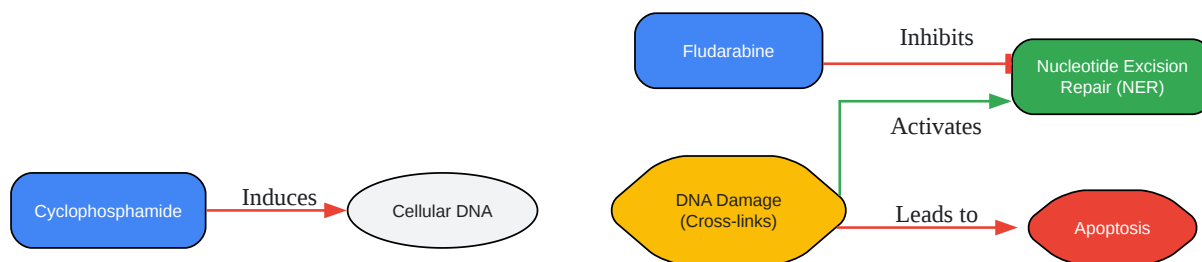 Fludarabine
Inhibits
Nucleotide Excision
Repair (NER)
Activates
Cyclophosphamide
Induces
Cellular DNA
DNA Damage
(Cross-links)
Leads to
Apoptosis